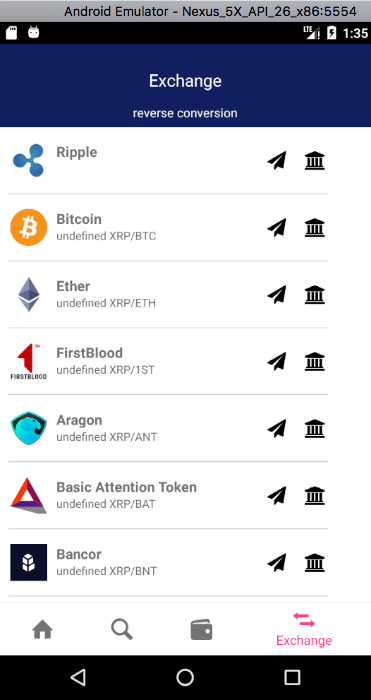 Android Emulator - Nexus_5X_API_26_x86:5554
LTE 1:35
Exchange
reverse conversion
Ripple
Bitcoin
undefined XRP/BTC
Ether
undefined XRP/ETH
FirstBlood
undefined XRP/1ST
FIRSTBLOOD
Aragon
undefined XRP/ANT
Basic Attention Token
undefined XRP/BAT
Bancor
undefined XRP/BNT
Exchange